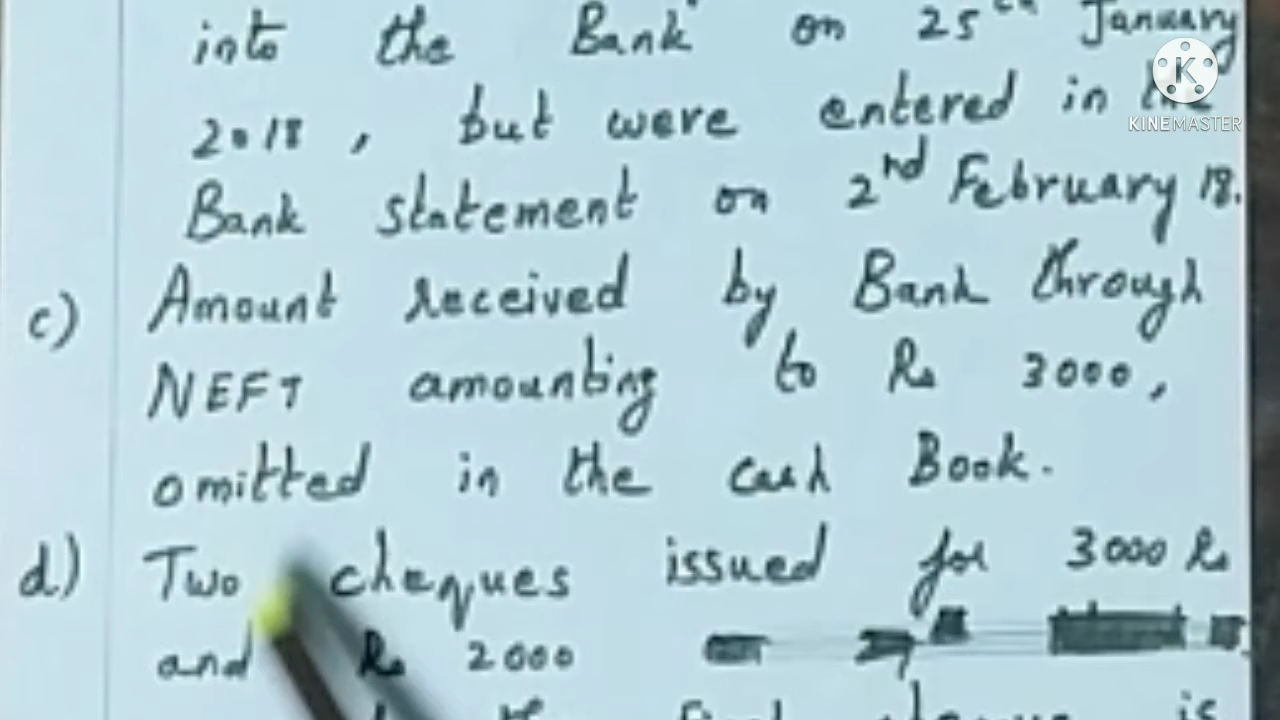 into the Bank on 25th January
2018, but were entered in the
Bank statement on 2nd February 18.
c) Amount received by Bank through
NEFT amounting to Rs 3000,
omitted in the cash Book.
d) Two cheques issued for 3000 Rs
and Rs 2000
is
KINEMASTER